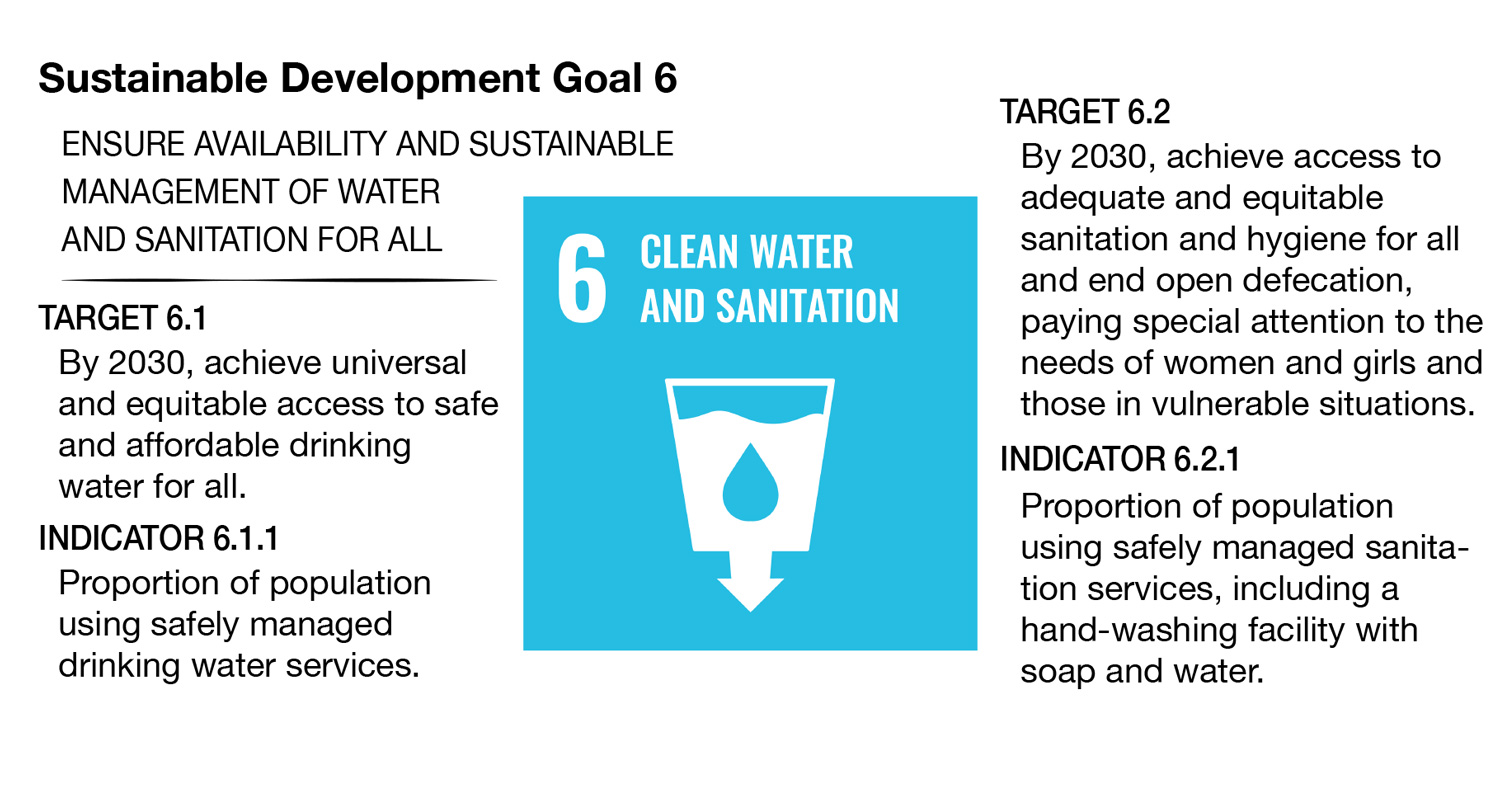 Sustainable Development Goal 6
ENSURE AVAILABILITY AND SUSTAINABLE
MANAGEMENT OF WATER
AND SANITATION FOR ALL
TARGET 6.1
By 2030, achieve universal
and equitable access to safe
and affordable drinking
water for all.
INDICATOR 6.1.1
Proportion of population
using safely managed
drinking water services.
6 CLEAN WATER
AND SANITATION
TARGET 6.2
By 2030, achieve access to
adequate and equitable
sanitation and hygiene for all
and end open defecation,
paying special attention to the
needs of women and girls and
those in vulnerable situations.
INDICATOR 6.2.1
Proportion of population
using safely managed sanita-
tion services, including a
hand-washing facility with
soap and water.